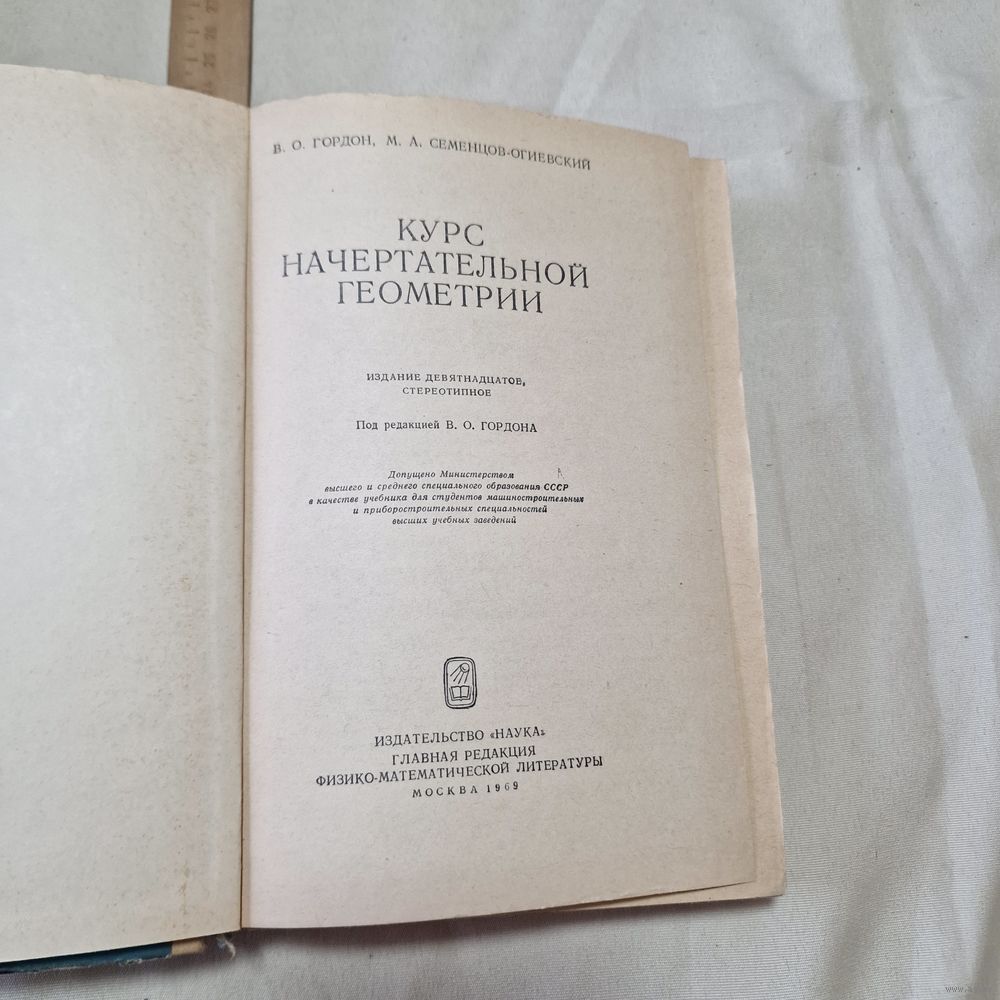 В. О. ГОРДОН, М. А. СЕМЕНЦОВ-ОГИЕВСКИЙ
КУРС
НАЧЕРТАТЕЛЬНОЙ
ГЕОМЕТРИИ
ИЗДАНИЕ ДЕВЯТНАДЦАТОЕ,
СТЕРЕОТИПНОЕ
Под редакцией В. О. ГОРДОНА
Допущено Министерством
высшего и среднего специального образования СССР
в качестве учебника для студентов машиностроительных
и приборостроительных специальностей
высших учебных заведений
ИЗДАТЕЛЬСТВО «НАУКА»
ГЛАВНАЯ РЕДАКЦИЯ
ФИЗИКО-МАТЕМАТИЧЕСКОЙ ЛИТЕРАТУРЫ
МОСКВА 1969